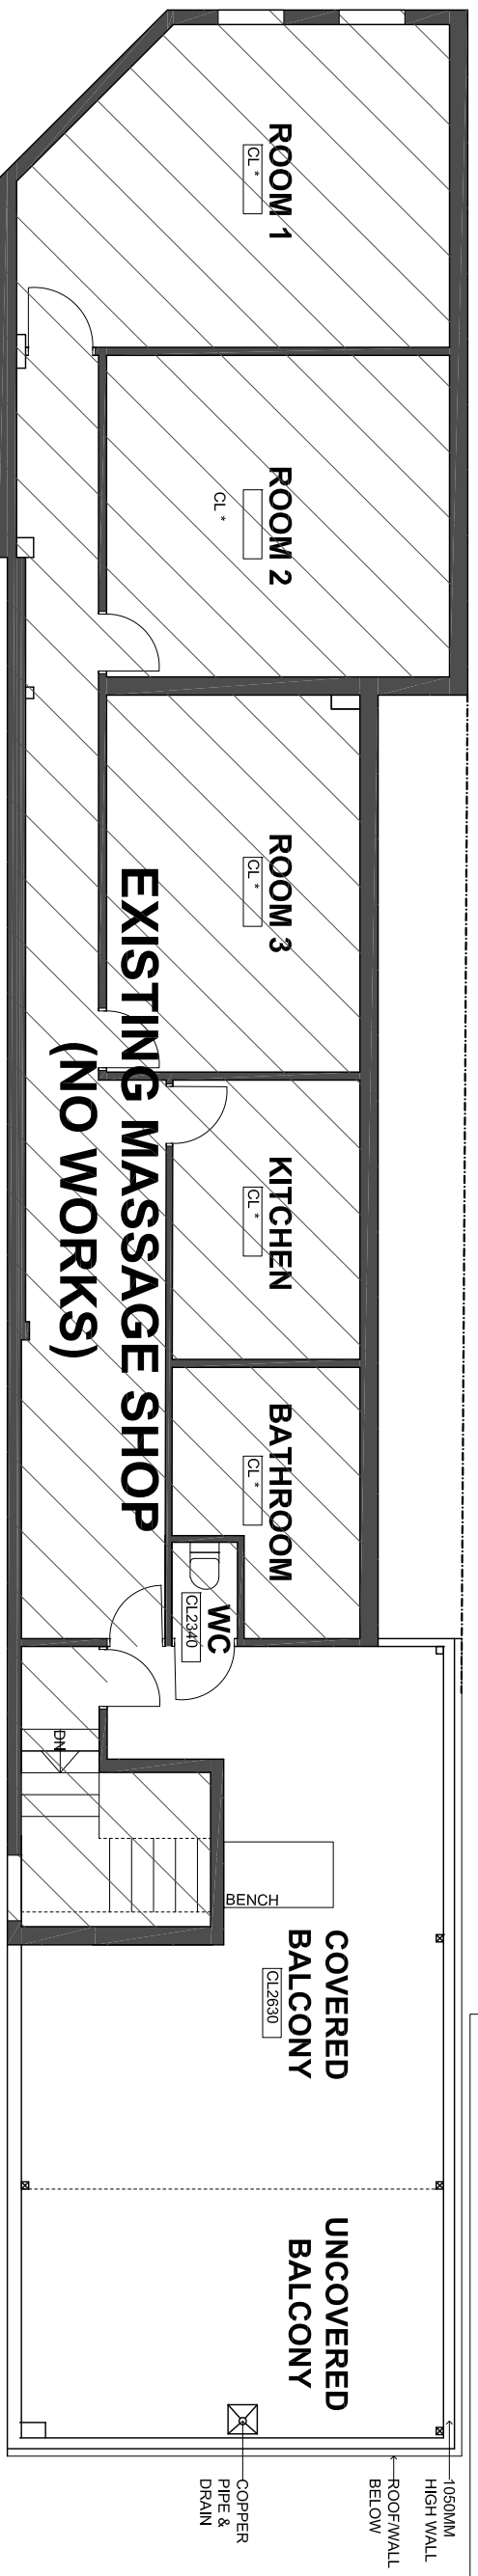 ROOM 1
CL *
ROOM 2
CL *
ROOM 3
CL *
EXISTING MASSAGE SHOP
(NO WORKS)
KITCHEN
CL *
BATHROOM
CL *
WC
CL2340
DN
BENCH
COVERED
BALCONY
CL2630
UNCOVERED
BALCONY
1050MM
HIGH WALL
ROOF/WALL
BELOW
COPPER
PIPE &
DRAIN